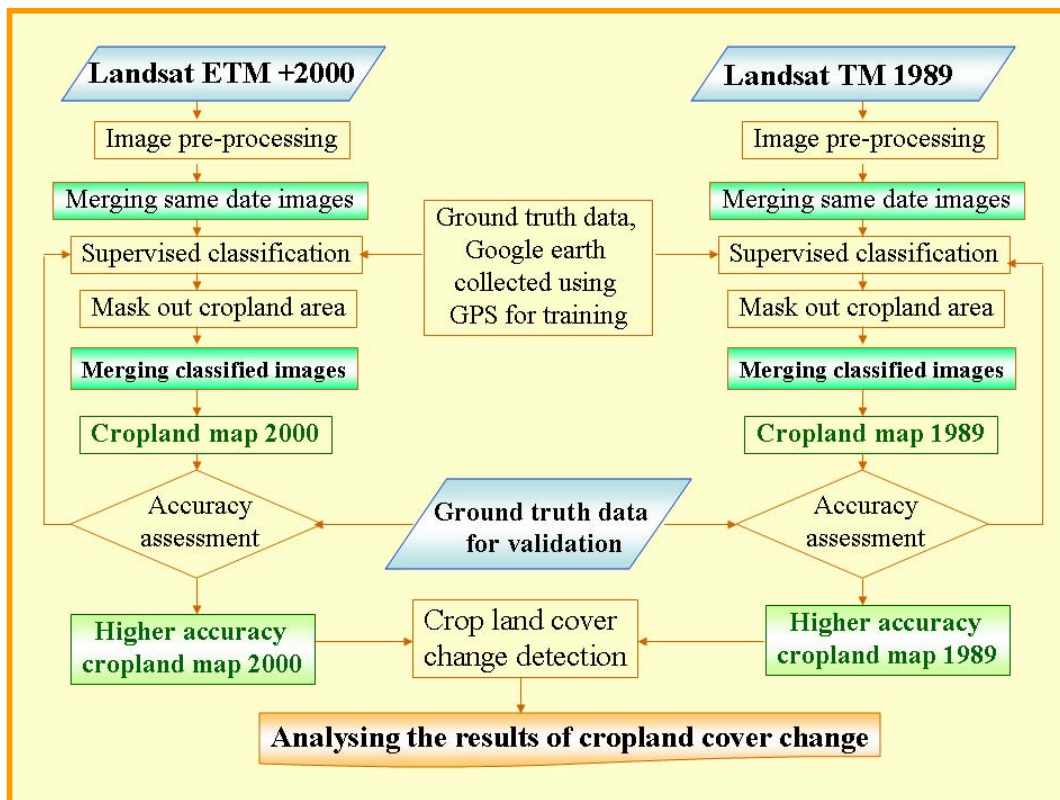 Landsat ETM +2000
Landsat TM 1989
Image pre-processing
Image pre-processing
Merging same date images
Merging same date images
Ground truth data,
Google earth
collected using
GPS for training
Supervised classification
Supervised classification
Mask out cropland area
Mask out cropland area
Merging classified images
Merging classified images
Cropland map 2000
Cropland map 1989
Accuracy
assessment
Ground truth data
for validation
Accuracy
assessment
Higher accuracy
cropland map 2000
Crop land cover
change detection
Higher accuracy
cropland map 1989
Analysing the results of cropland cover change